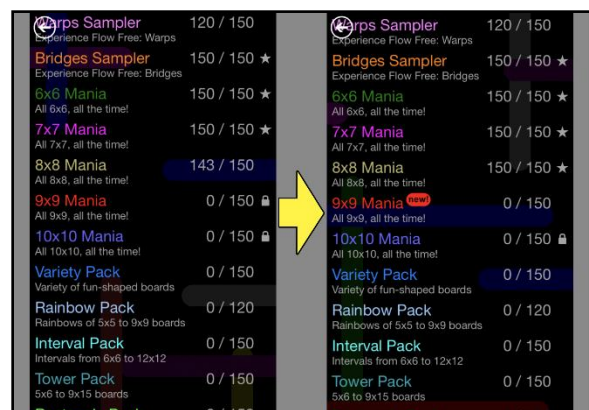 Warps Sampler 120 / 150
Experience Flow Free: Warps
Bridges Sampler 150 / 150 ★
Experience Flow Free: Bridges
6x6 Mania 150 / 150 ★
All 6x6, all the time!
7x7 Mania 150 / 150 ★
All 7x7, all the time!
8x8 Mania 143 / 150
All 8x8, all the time!
9x9 Mania 0 / 150
All 9x9, all the time!
10x10 Mania 0 / 150
All 10x10, all the time!
Variety Pack 0 / 150
Variety of fun-shaped boards
Rainbow Pack 0 / 120
Rainbows of 5x5 to 9x9 boards
Interval Pack 0 / 150
Intervals from 6x6 to 12x12
Tower Pack 0 / 150
5x6 to 9x15 boards
Warps Sampler 120 / 150
Experience Flow Free: Warps
Bridges Sampler 150 / 150 ★
Experience Flow Free: Bridges
6x6 Mania 150 / 150 ★
All 6x6, all the time!
7x7 Mania 150 / 150 ★
All 7x7, all the time!
8x8 Mania 150 / 150 ★
All 8x8, all the time!
9x9 Mania new! 0 / 150
All 9x9, all the time!
10x10 Mania 0 / 150
All 10x10, all the time!
Variety Pack 0 / 150
Variety of fun-shaped boards
Rainbow Pack 0 / 120
Rainbows of 5x5 to 9x9 boards
Interval Pack 0 / 150
Intervals from 6x6 to 12x12
Tower Pack 0 / 150
5x6 to 9x15 boards